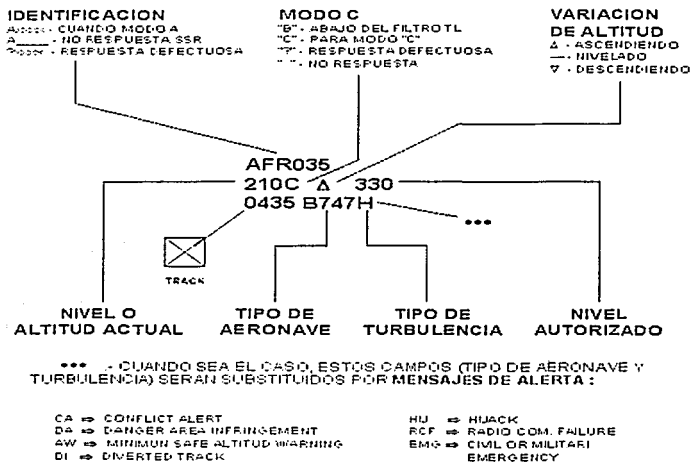 IDENTIFICACION
- CUANDO MODO A
A_____ - NO RESPUESTA SSR
- RESPUESTA DEFECTUOSA
MODO C
"B" - ABAJO DEL FILTRO TL
"C" - PARA MODO "C"
"?" - RESPUESTA DEFECTUOSA
" " - NO RESPUESTA
VARIACION
DE ALTITUD
Δ - ASCENDIENDO
— - NIVELADO
∇ - DESCENDIENDO
AFR035
210C Δ 330
0435 B747H
•••
TRACK
NIVEL O
ALTITUD ACTUAL
TIPO DE
AERONAVE
TIPO DE
TURBULENCIA
NIVEL
AUTORIZADO
••• .- CUANDO SEA EL CASO, ESTOS CAMPOS (TIPO DE AERONAVE Y
TURBULENCIA) SERAN SUBSTITUIDOS POR MENSAJES DE ALERTA :
CA ⇒ CONFLICT ALERT
DA ⇒ DANGER AREA INFRINGEMENT
AW ⇒ MINIMUN SAFE ALTITUD WARNING
DI ⇒ DIVERTED TRACK
HIJ ⇒ HIJACK
RCF ⇒ RADIO COM. FAILURE
EMG ⇒ CIVIL OR MILITARI
EMERGENCY